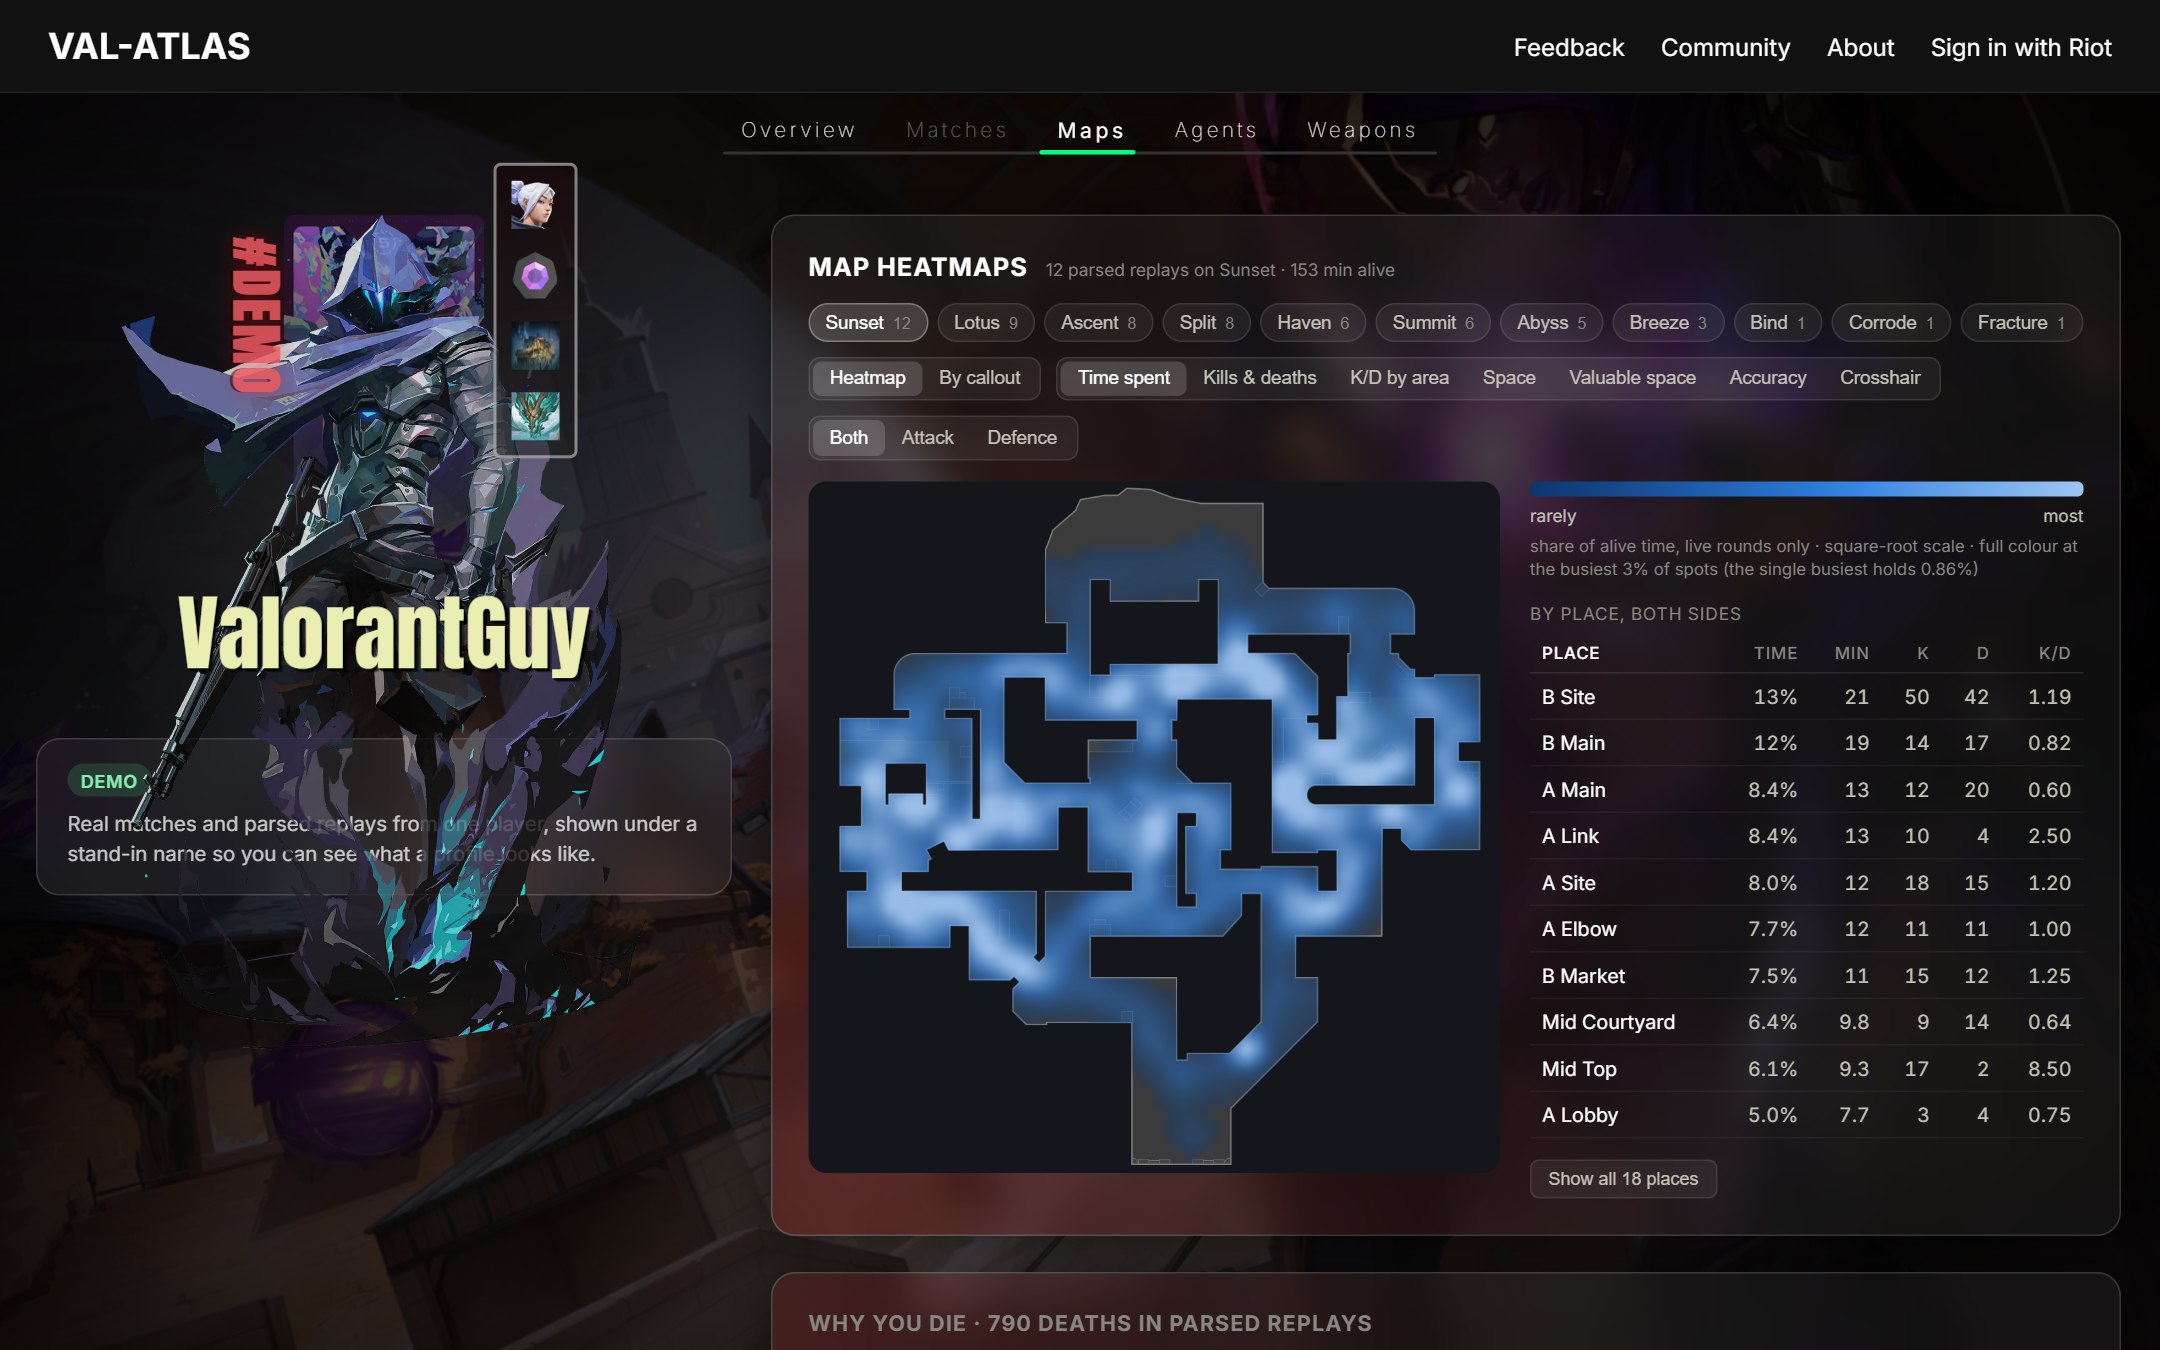 VAL-ATLAS
Feedback Community About Sign in with Riot
Overview Matches Maps Agents Weapons
#DEMO
ValorantGuy
DEMO
Real matches and parsed replays from one player, shown under a
stand-in name so you can see what a profile looks like.
MAP HEATMAPS 12 parsed replays on Sunset · 153 min alive
Sunset 12 Lotus 9 Ascent 8 Split 8 Haven 6 Summit 6 Abyss 5 Breeze 3 Bind 1 Corrode 1 Fracture 1
Heatmap By callout Time spent Kills & deaths K/D by area Space Valuable space Accuracy Crosshair
Both Attack Defence
rarely most
share of alive time, live rounds only · square-root scale · full colour at
the busiest 3% of spots (the single busiest holds 0.86%)
BY PLACE, BOTH SIDES
PLACE TIME MIN K D K/D
B Site 13% 21 50 42 1.19
B Main 12% 19 14 17 0.82
A Main 8.4% 13 12 20 0.60
A Link 8.4% 13 10 4 2.50
A Site 8.0% 12 18 15 1.20
A Elbow 7.7% 12 11 11 1.00
B Market 7.5% 11 15 12 1.25
Mid Courtyard 6.4% 9.8 9 14 0.64
Mid Top 6.1% 9.3 17 2 8.50
A Lobby 5.0% 7.7 3 4 0.75
Show all 18 places
WHY YOU DIE · 790 DEATHS IN PARSED REPLAYS